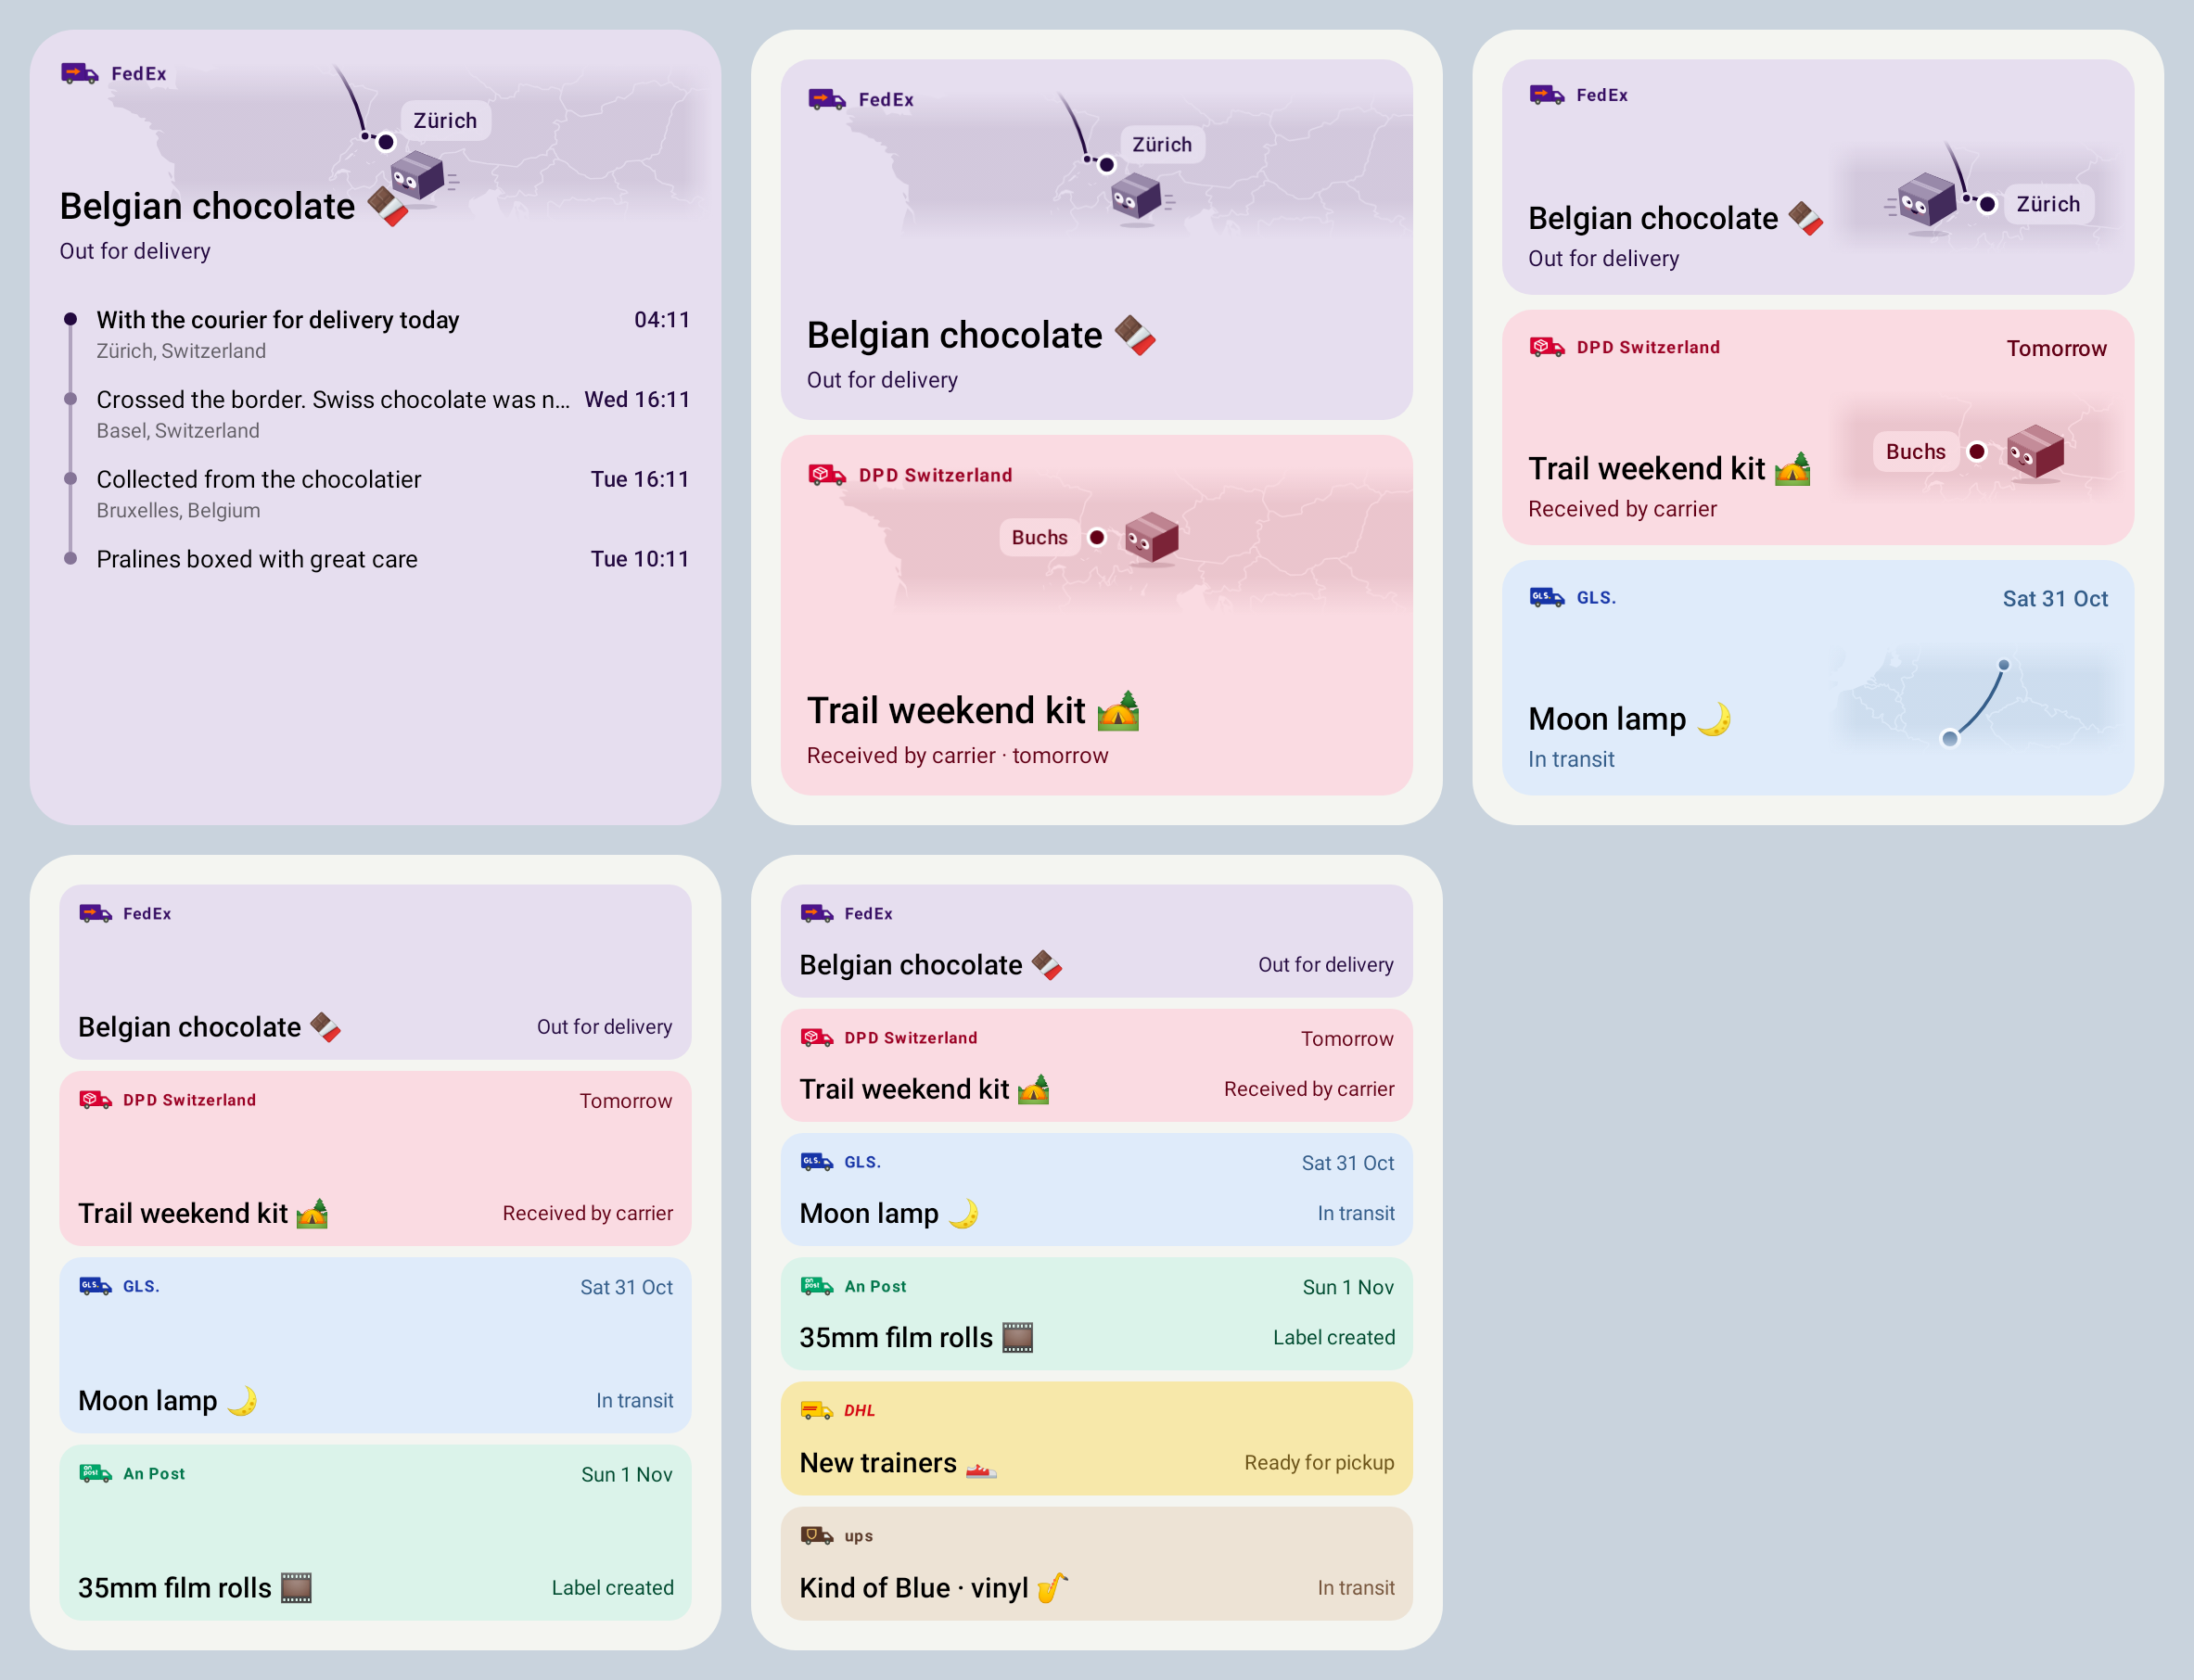 FedEx
Zürich
Belgian chocolate 🍫
Out for delivery
With the courier for delivery today 04:11
Zürich, Switzerland
Crossed the border. Swiss chocolate was n... Wed 16:11
Basel, Switzerland
Collected from the chocolatier Tue 16:11
Bruxelles, Belgium
Pralines boxed with great care Tue 10:11
FedEx
Zürich
Belgian chocolate 🍫
Out for delivery
DPD Switzerland
Buchs
Trail weekend kit 🏕️
Received by carrier · tomorrow
FedEx
Zürich
Belgian chocolate 🍫
Out for delivery
DPD Switzerland Tomorrow
Buchs
Trail weekend kit 🏕️
Received by carrier
GLS. GLS. Sat 31 Oct
Moon lamp 🌙
In transit
FedEx
Belgian chocolate 🍫 Out for delivery
DPD Switzerland Tomorrow
Trail weekend kit 🏕️ Received by carrier
GLS. GLS. Sat 31 Oct
Moon lamp 🌙 In transit
an post An Post Sun 1 Nov
35mm film rolls 🎞️ Label created
FedEx
Belgian chocolate 🍫 Out for delivery
DPD Switzerland Tomorrow
Trail weekend kit 🏕️ Received by carrier
GLS. GLS. Sat 31 Oct
Moon lamp 🌙 In transit
an post An Post Sun 1 Nov
35mm film rolls 🎞️ Label created
DHL
New trainers 👟 Ready for pickup
ups
Kind of Blue · vinyl 🎷 In transit